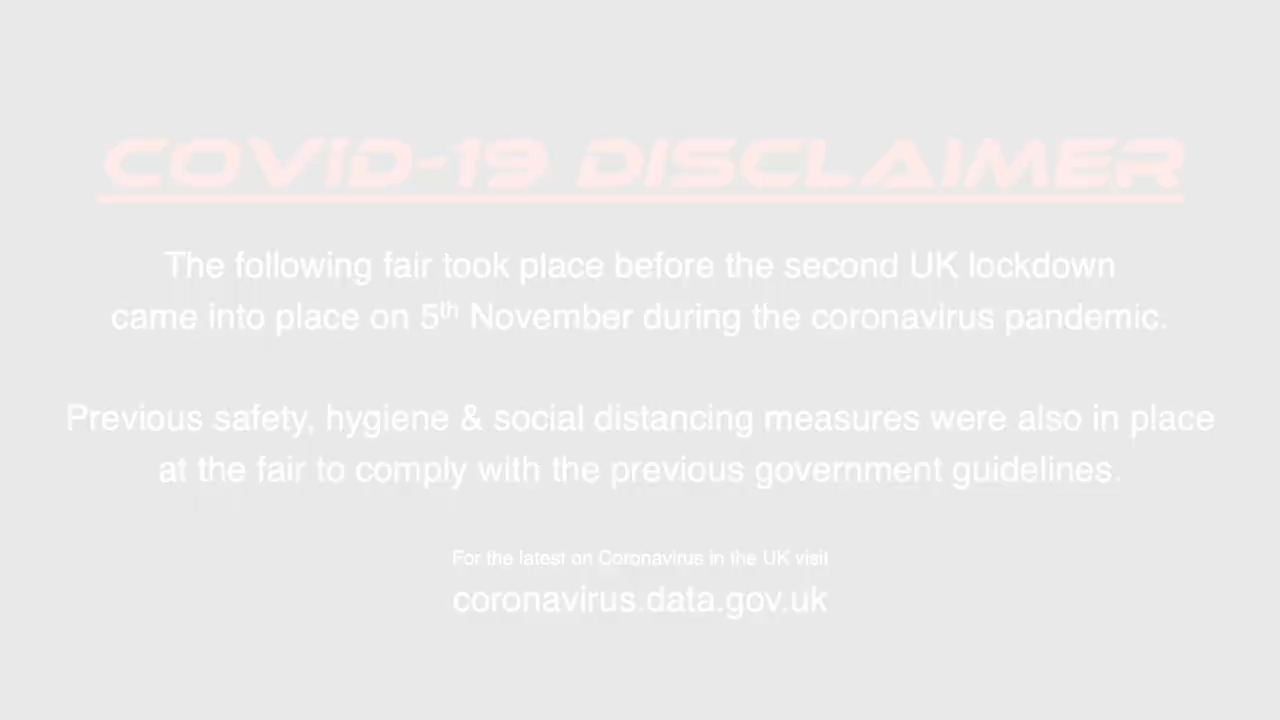 COVID-19 DISCLAIMER
The following fair took place before the second UK lockdown
came into place on 5th November during the coronavirus pandemic.
Previous safety, hygiene & social distancing measures were also in place
at the fair to comply with the previous government guidelines.
For the latest on Coronavirus in the UK visit
coronavirus.data.gov.uk